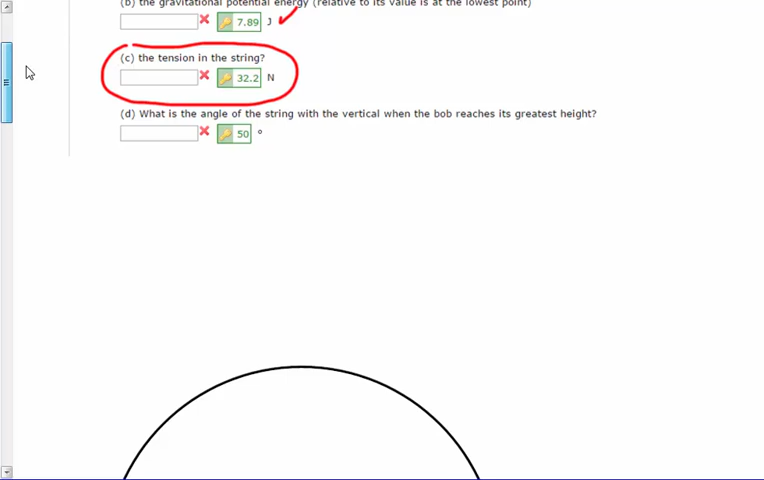 (b) the gravitational potential energy (relative to its value is at the lowest point)
7.89 J
(c) the tension in the string?
32.2 N
(d) What is the angle of the string with the vertical when the bob reaches its greatest height?
50 °